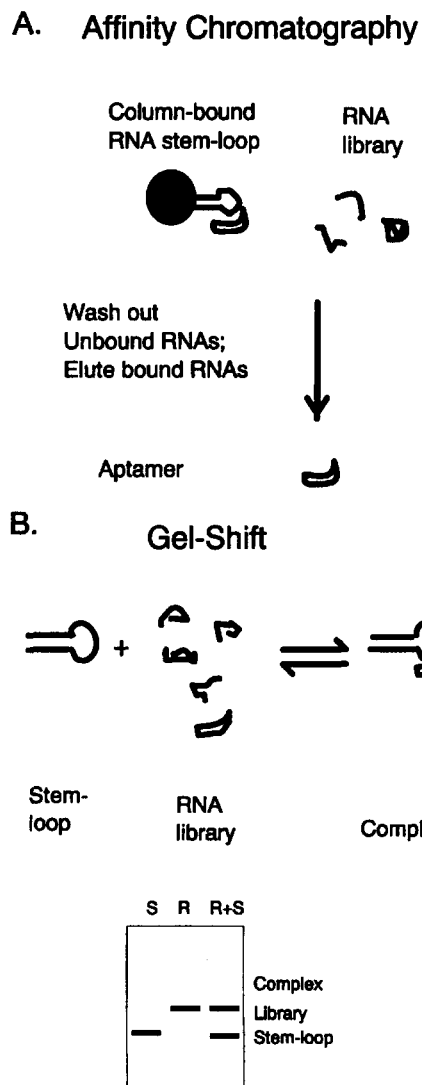 A. Affinity Chromatography
Column-bound
RNA stem-loop
RNA
library
Wash out
Unbound RNAs;
Elute bound RNAs
Aptamer
B.
Gel-Shift
+
Stem-
loop
RNA
library
Compl
S R R+S
Complex
Library
Stem-loop